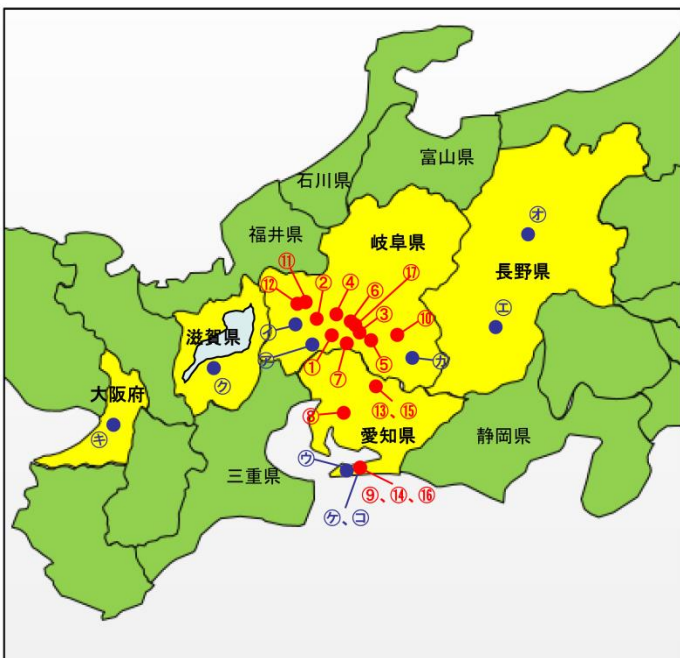 富山県
石川県
㋔
福井県
岐阜県
長野県
⑪
⑰
⑫
②
④
⑥
③
⑩
㋓
㋑
滋賀県
㋐
㋕
①
⑦
⑤
㋗
大阪府
⑬、⑮
⑧
㋖
愛知県
静岡県
㋒
三重県
⑨、⑭、⑯
㋘、㋙